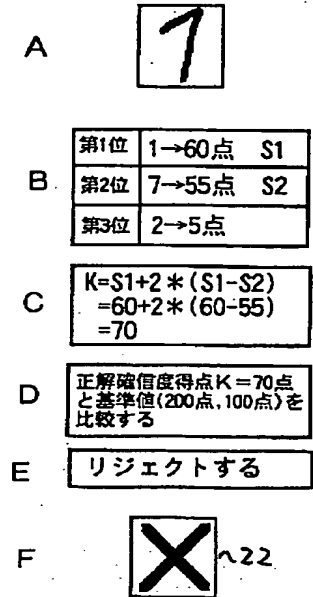 A
1
B
第1位 1→60点 S1
第2位 7→55点 S2
第3位 2→5点
C
K=S1+2*(S1-S2)
=60+2*(60-55)
=70
D
正解確信度得点K=70点
と基準値(200点,100点)を
比較する
E
リジェクトする
F
X ~22